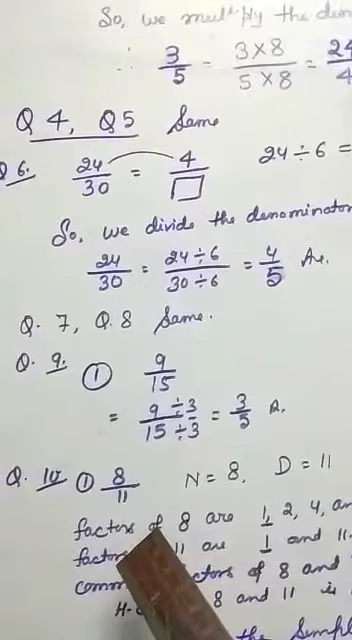 So, we multiply the den
∴ 3/5 = 3×8/5×8 = 24/4
Q 4, Q5 Same
Q 6. 24/30 = 4/□ 24÷6 =
So, we divide the denominator
24/30 = 24÷6/30÷6 = 4/5 An.
Q. 7, Q. 8 Same.
Q. 9. ① 9/15
= 9÷3/15÷3 = 3/5 A.
Q. 10 ① 8/11 N = 8, D = 11
factors of 8 are 1, 2, 4, an
factors 11 are 1 and 11.
comm ctors of 8 and
H. 8 and 11 is
the Simpl